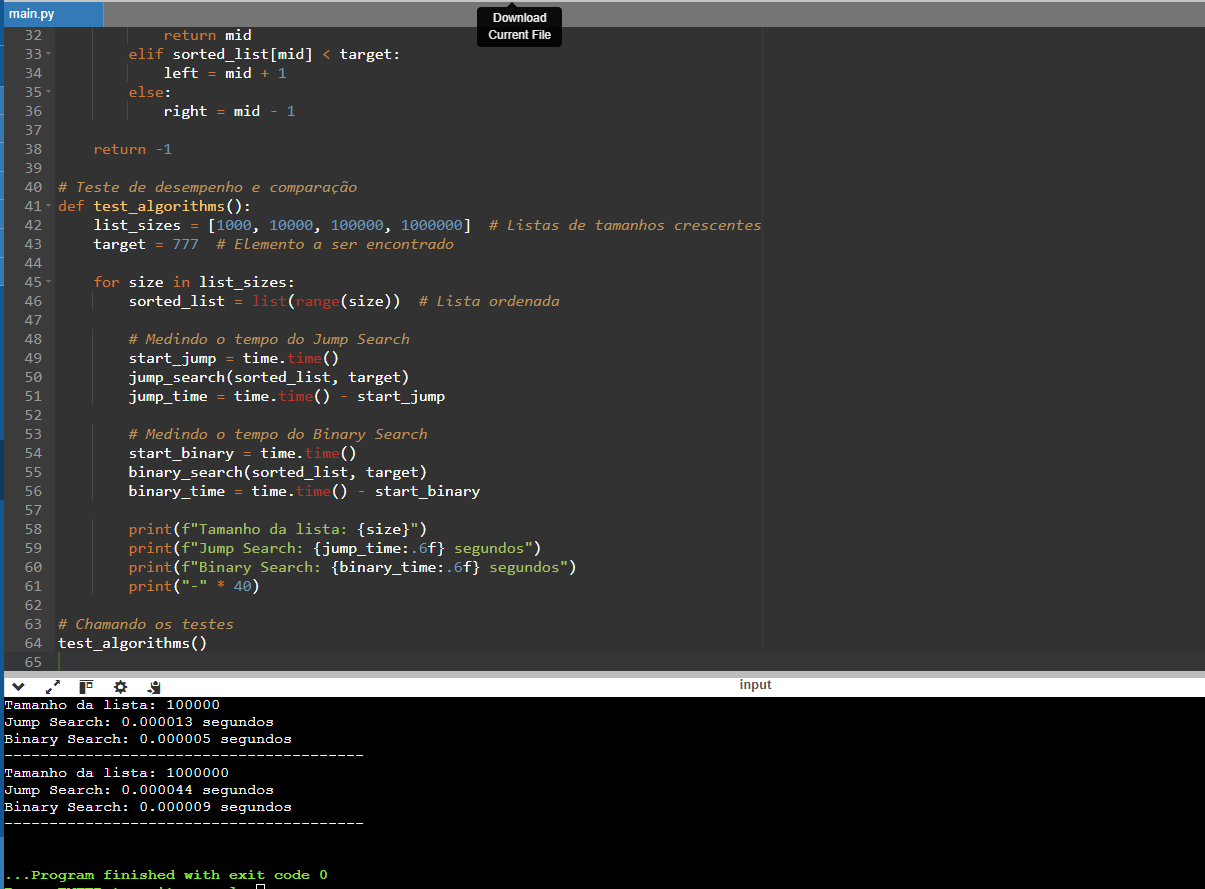 main.py
Download
Current File
32 return mid
33 elif sorted_list[mid] < target:
34 left = mid + 1
35 else:
36 right = mid - 1
37
38 return -1
39
40 # Teste de desempenho e comparação
41 def test_algorithms():
42 list_sizes = [1000, 10000, 100000, 1000000]  # Listas de tamanhos crescentes
43 target = 777  # Elemento a ser encontrado
44
45 for size in list_sizes:
46 sorted_list = list(range(size))  # Lista ordenada
47
48 # Medindo o tempo do Jump Search
49 start_jump = time.time()
50 jump_search(sorted_list, target)
51 jump_time = time.time() - start_jump
52
53 # Medindo o tempo do Binary Search
54 start_binary = time.time()
55 binary_search(sorted_list, target)
56 binary_time = time.time() - start_binary
57
58 print(f"Tamanho da lista: {size}")
59 print(f"Jump Search: {jump_time:.6f} segundos")
60 print(f"Binary Search: {binary_time:.6f} segundos")
61 print("-" * 40)
62
63 # Chamando os testes
64 test_algorithms()
65
input
Tamanho da lista: 100000
Jump Search: 0.000013 segundos
Binary Search: 0.000005 segundos
----------------------------------------
Tamanho da lista: 1000000
Jump Search: 0.000044 segundos
Binary Search: 0.000009 segundos
----------------------------------------
...Program finished with exit code 0